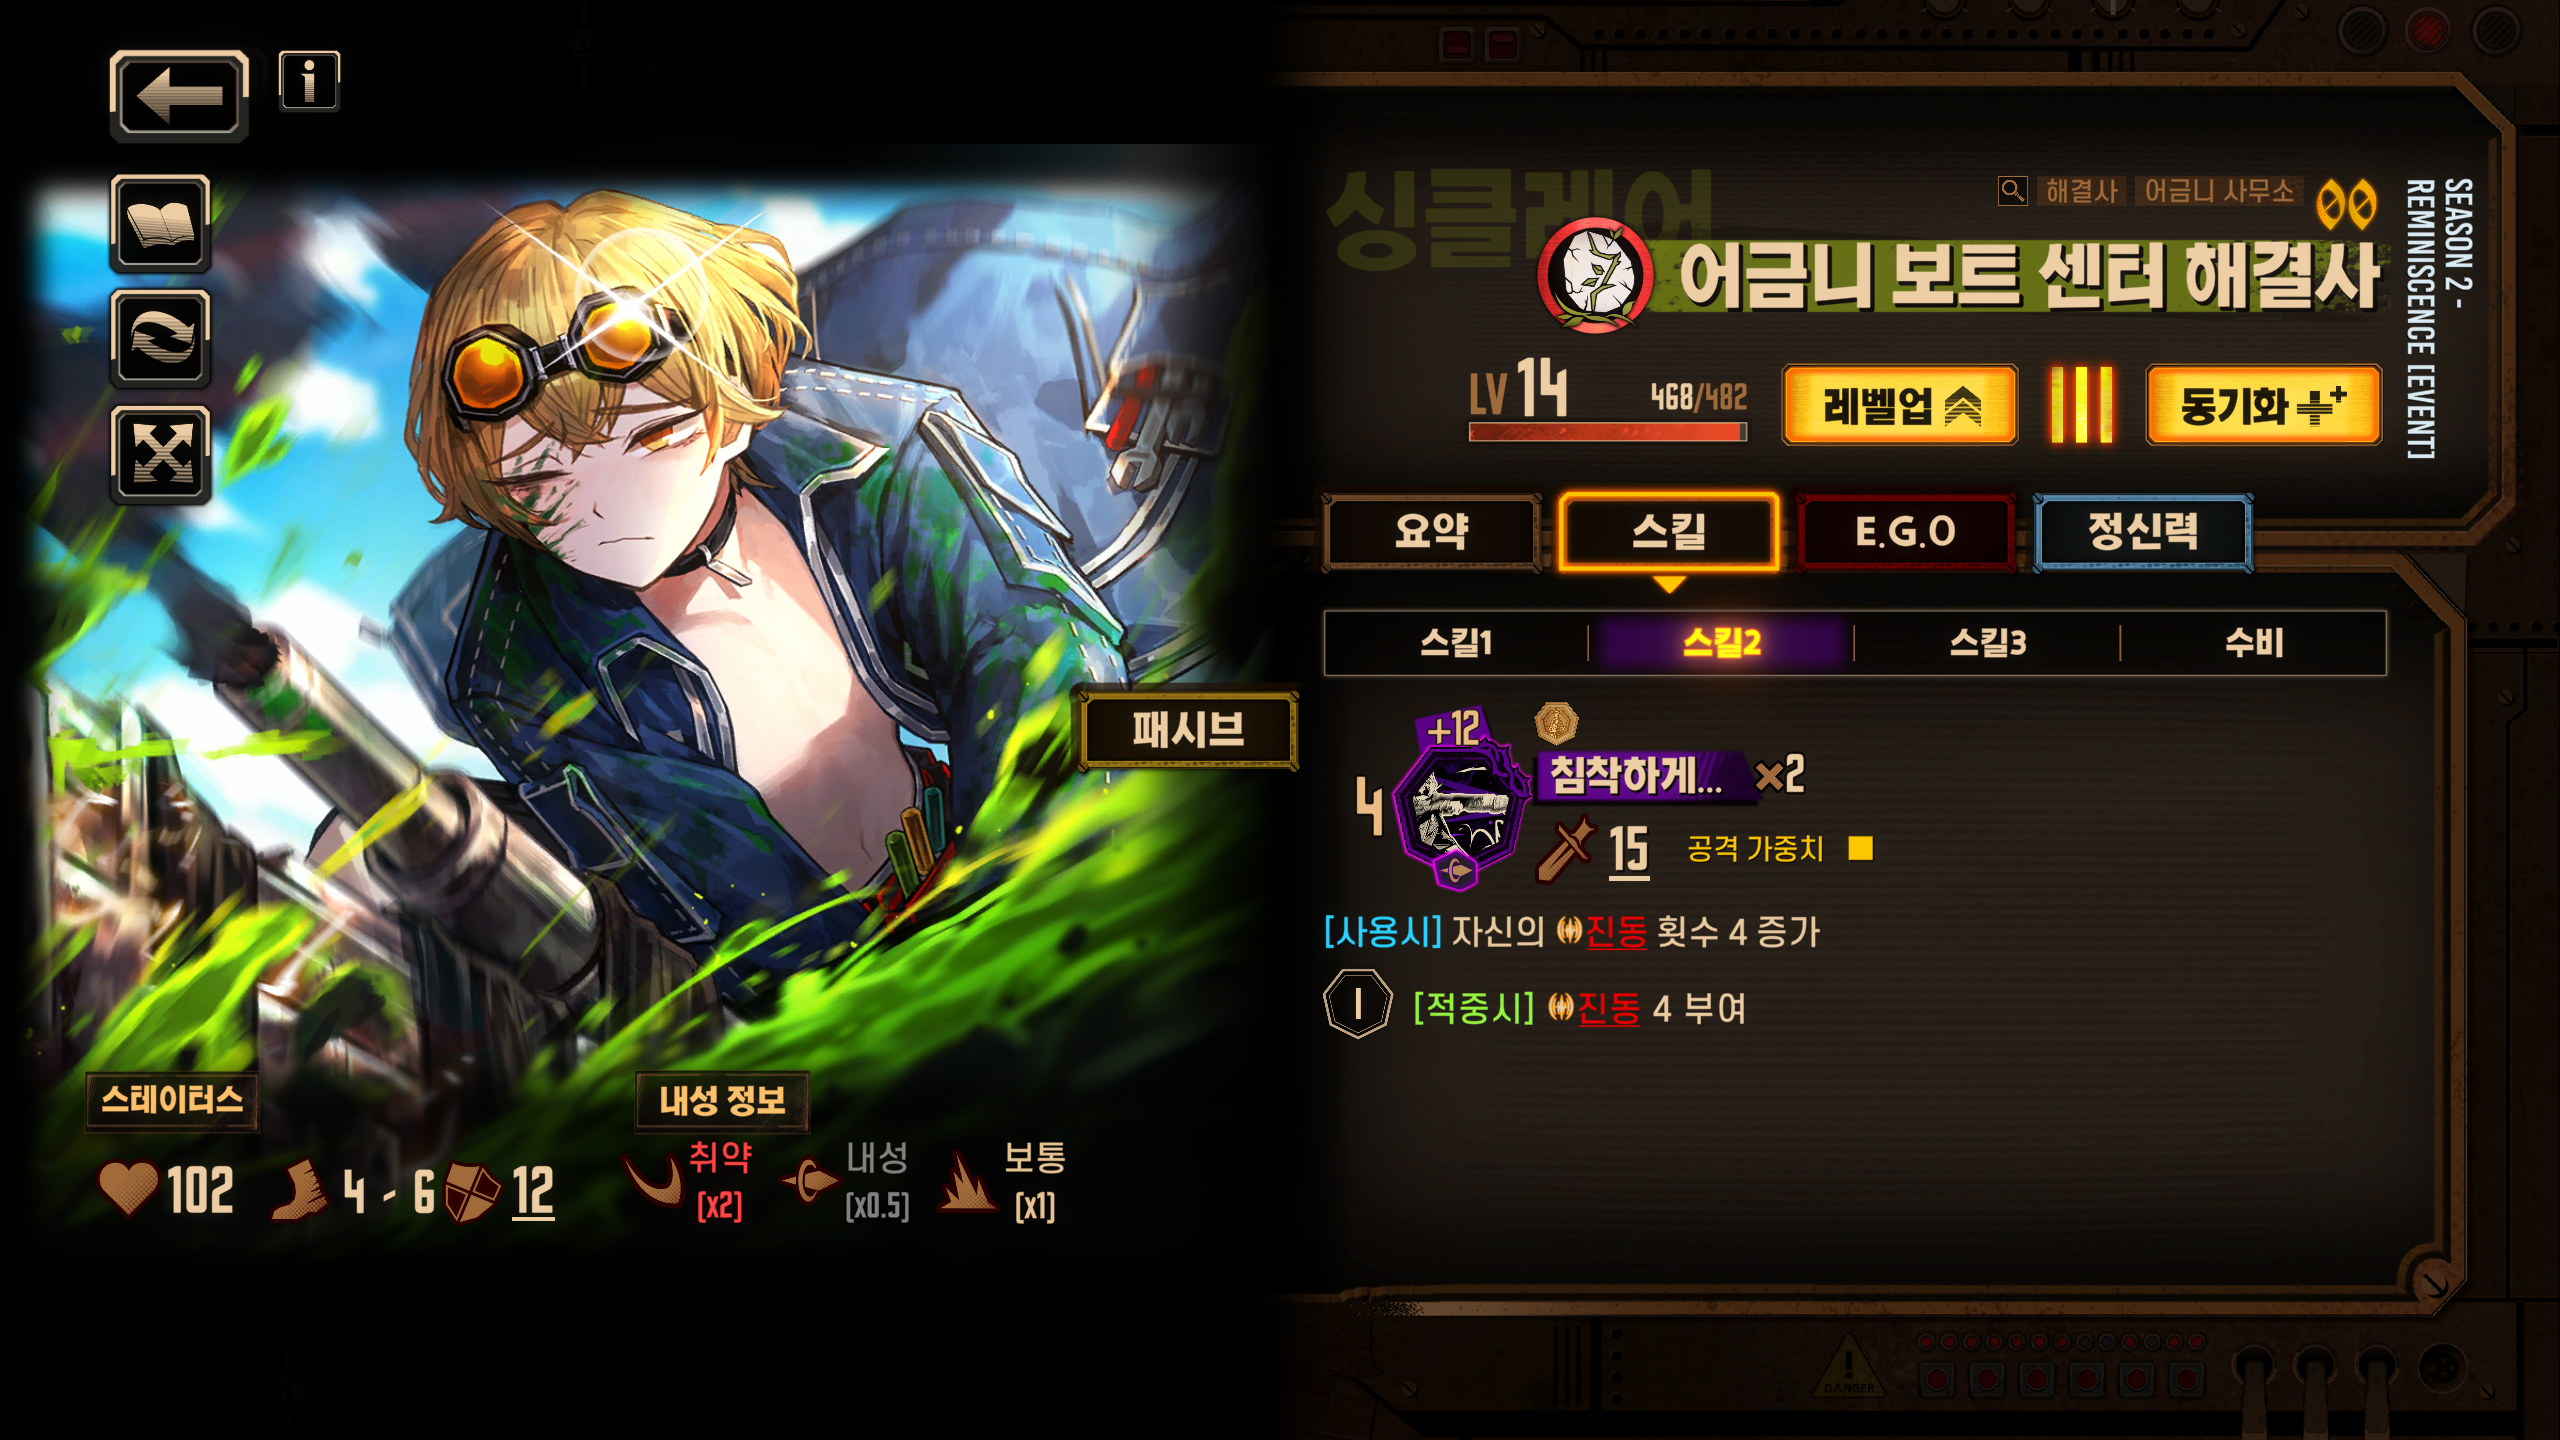 싱클레어
해결사 어금니 사무소
어금니 보트 센터 해결사
SEASON 2 -
REMINISCENCE [EVENT]
LV 14 468/482
레벨업
동기화
요약 스킬 E.G.O 정신력
스킬1 스킬2 스킬3 수비
패시브
+12
4
침착하게... ×2
15 공격 가중치
[사용시] 자신의 진동 횟수 4 증가
I [적중시] 진동 4 부여
스테이터스
102 4 - 6 12
내성 정보
취약 내성 보통
[x2] [x0.5] [x1]
DANGER